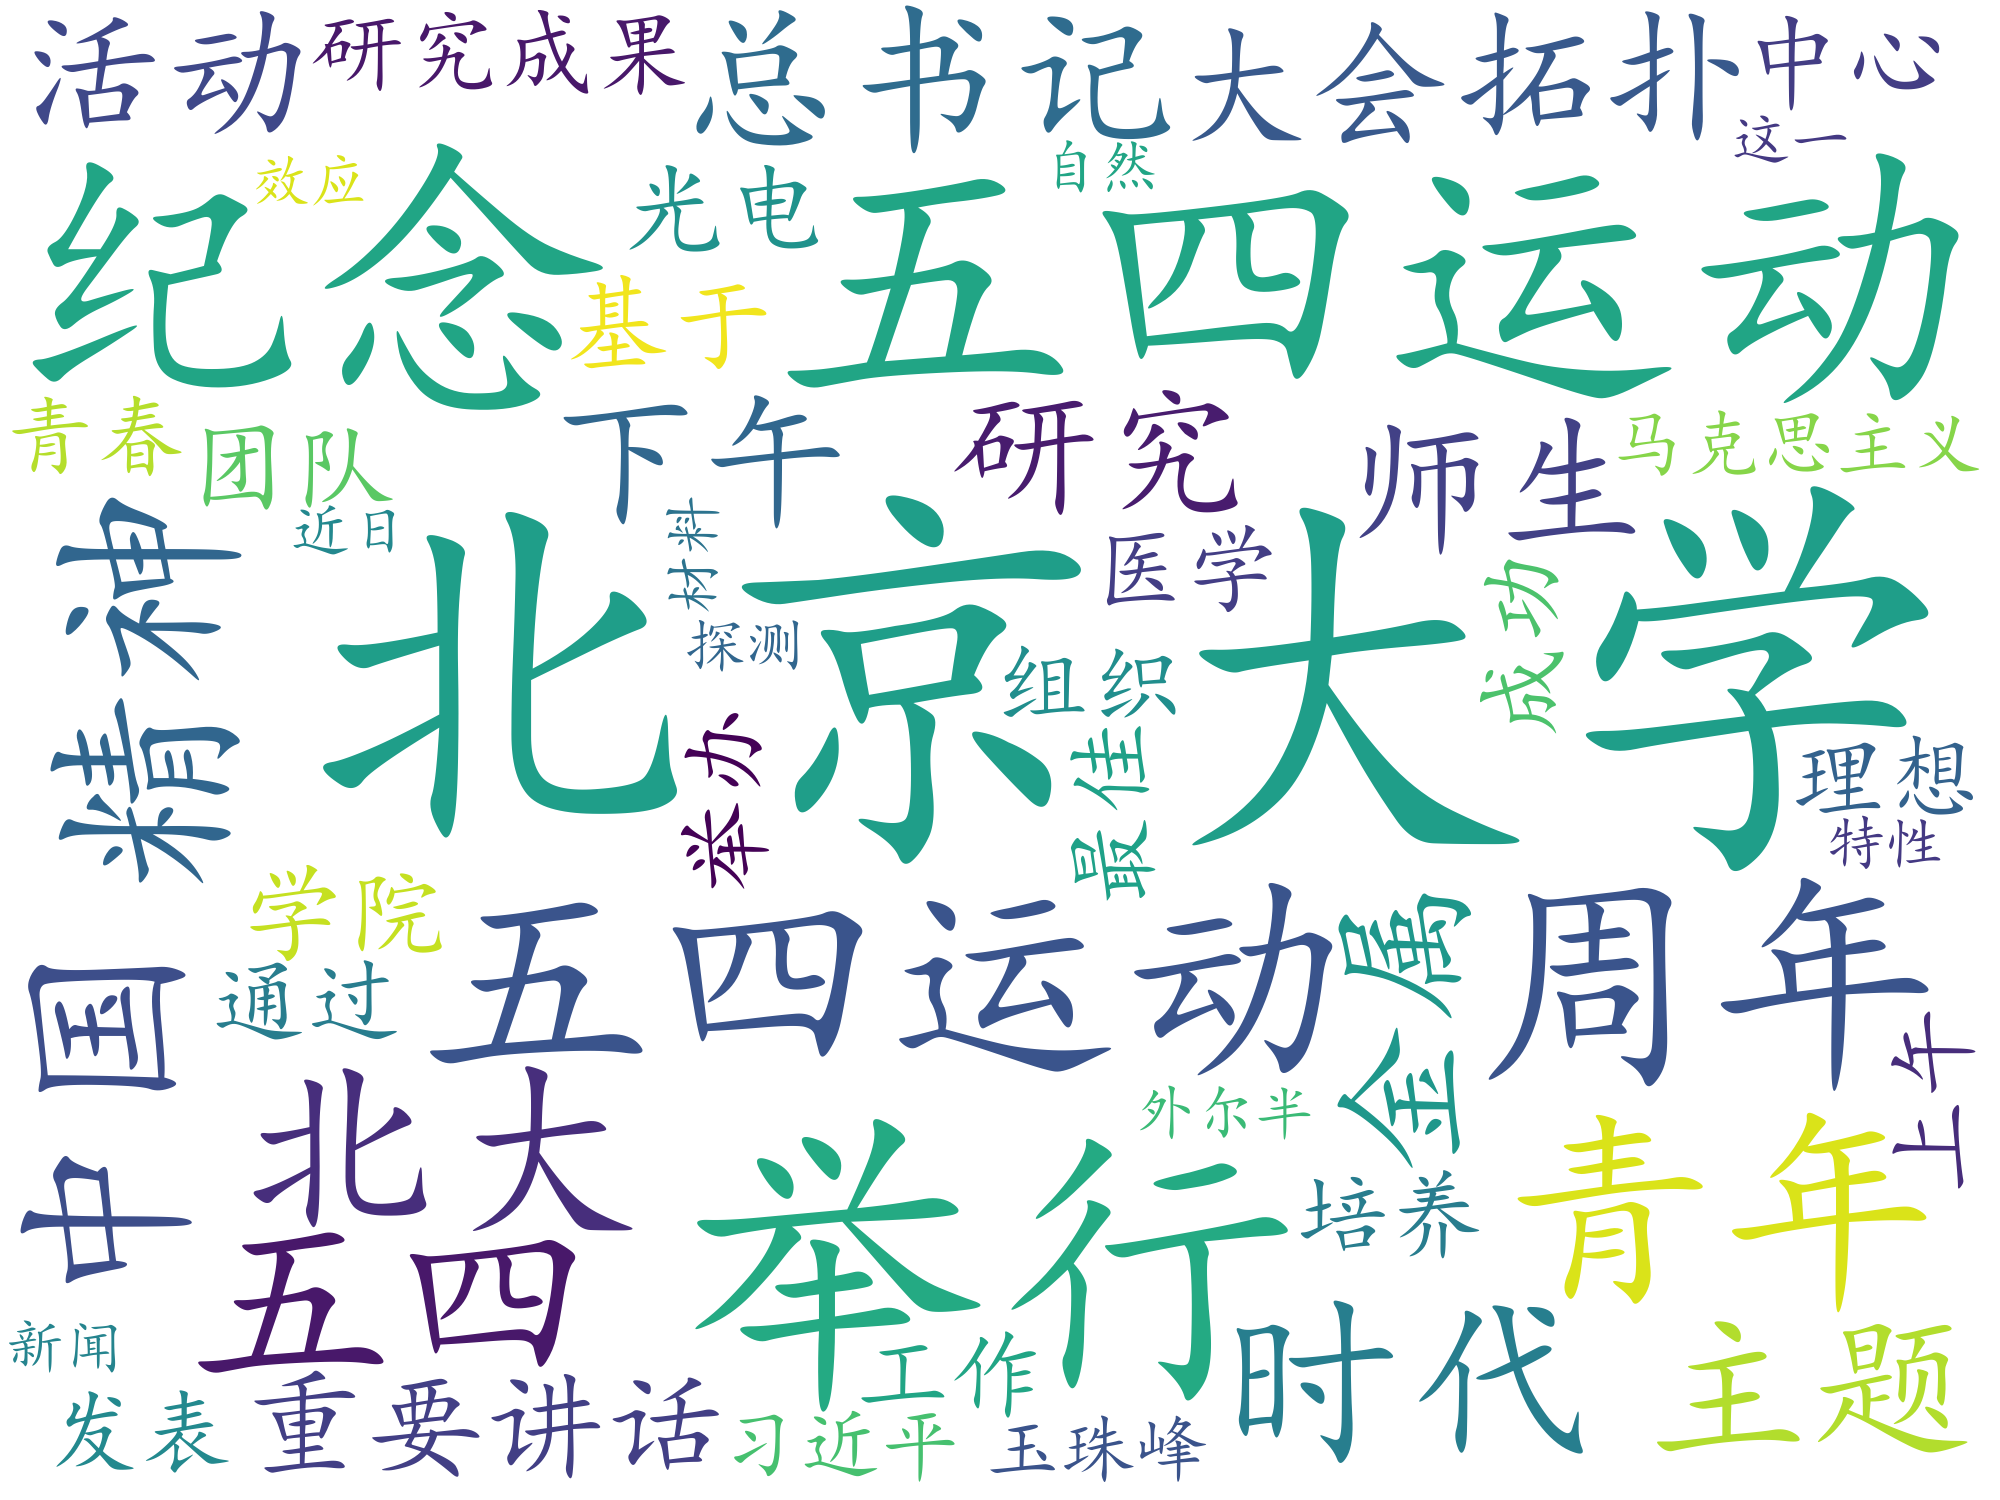 活动 研究成果 总书记 大会 拓扑 中心
这一
效应 光电 自然
纪念 五四运动
基于
青春 团队 下午 研究 师生 马克思主义
近日 材料 医学 成功
精神 北京大学
探测 组织
举办 最佳 理想
特性
学院 五四运动 周年
中国 通过 金属
上午
北大 外尔半
举行 培养 青年
五四
新闻 工作 时代 主题
发表 重要讲话 习近平 玉珠峰